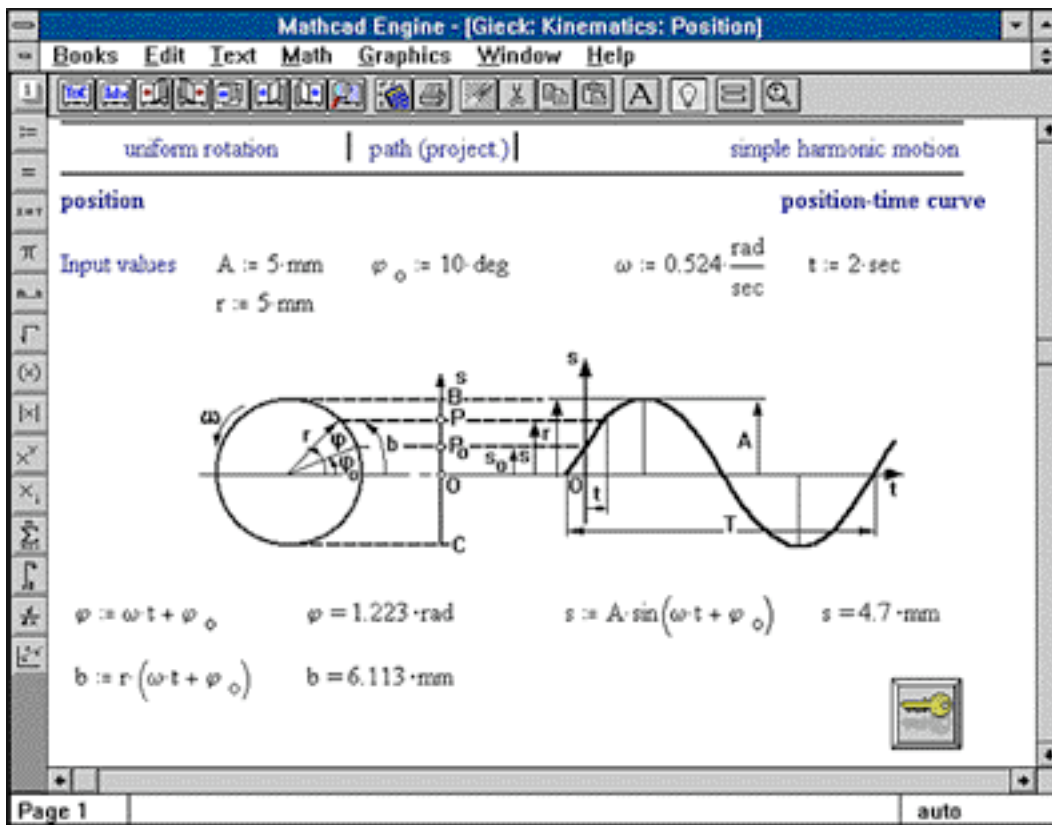 Mathcad Engine - [Gieck: Kinematics: Position]
Books Edit Text Math Graphics Window Help
uniform rotation | path (project.) | simple harmonic motion
position position-time curve
Input values A := 5·mm φ o := 10·deg ω := 0.524·rad/sec t := 2·sec
r := 5·mm
s
s B
ω P
r φ b r A
φo Po so s
O O t t
T
C
φ := ω·t + φ o φ = 1.223 ·rad s := A·sin(ω·t + φ o) s = 4.7 ·mm
b := r·(ω·t + φ o) b = 6.113 ·mm
Page 1 auto